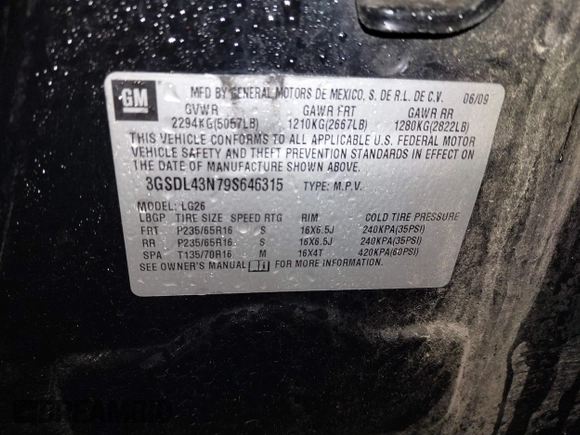 GM
MFD BY GENERAL MOTORS DE MEXICO, S. DE R.L. DE C.V. 06/09
GVWR GAWR FRT GAWR RR
2294KG(5057LB) 1210KG(2667LB) 1280KG(2822LB)
THIS VEHICLE CONFORMS TO ALL APPLICABLE U.S. FEDERAL MOTOR
VEHICLE SAFETY AND THEFT PREVENTION STANDARDS IN EFFECT ON
THE DATE OF MANUFACTURE SHOWN ABOVE.
3GSDL43N79S646315 TYPE: M.P.V.
MODEL: LG26
LBGP TIRE SIZE SPEED RTG RIM COLD TIRE PRESSURE
FRT P235/65R16 S 16X6.5J 240KPA(35PSI)
RR P235/65R16 S 16X6.5J 240KPA(35PSI)
SPA T135/70R16 M 16X4T 420KPA(60PSI)
SEE OWNER'S MANUAL FOR MORE INFORMATION.